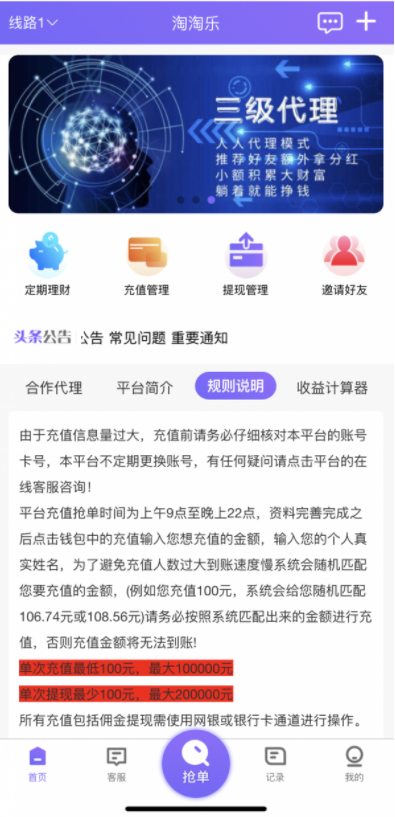 线路1
淘淘乐
三级代理
人人代理模式
推荐好友额外拿分红
小额积累大财富
躺着就能挣钱
定期理财
充值管理
提现管理
邀请好友
头条公告
公告 常见问题 重要通知
合作代理
平台简介
规则说明
收益计算器
由于充值信息量过大，充值前请务必仔细核对本平台的账号
卡号，本平台不定期更换账号，有任何疑问请点击平台的在
线客服咨询！
平台充值抢单时间为上午9点至晚上22点，资料完善完成之
后点击钱包中的充值输入您想充值的金额，输入您的个人真
实姓名，为了避免充值人数过大到账速度慢系统会随机匹配
您要充值的金额，(例如您充值100元，系统会给您随机匹配
106.74元或108.56元)请务必按照系统匹配出来的金额进行充
值，否则充值金额将无法到账!
单次充值最低100元，最大100000元
单次提现最少100元，最大200000元
所有充值包括佣金提现需使用网银或银行卡通道进行操作。
首页
客服
抢单
记录
我的